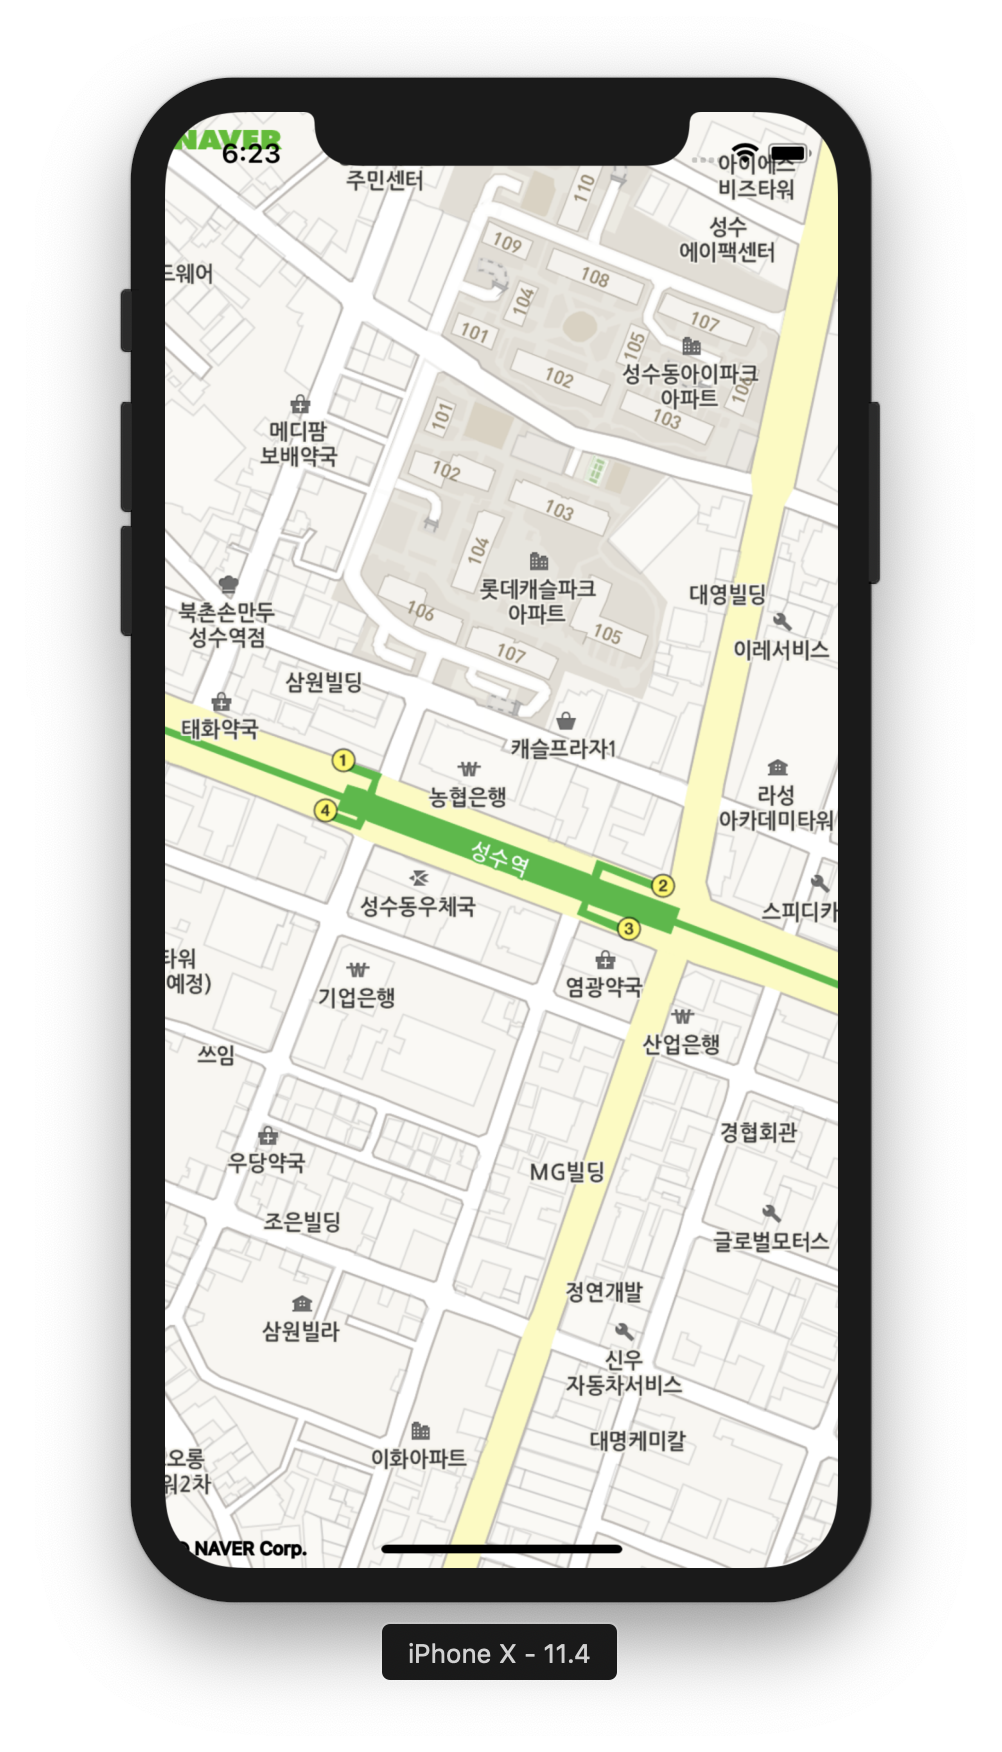 NAVER
6:23
아이에스
비즈타워
주민센터
110
성수
에이팩센터
109
108
드웨어
104
107
101
105
성수동아이파크
아파트
102
106
103
101
메디팜
보배약국
102
103
104
롯데캐슬파크
아파트
대영빌딩
북촌손만두
성수역점
106
105
이레서비스
107
삼원빌딩
태화약국
캐슬프라자1
1
농협은행
라성
아카데미타워
4
성수역
2
성수동우체국
스피디카
3
타워
예정)
기업은행
염광약국
산업은행
쓰임
경협회관
우당약국
MG빌딩
조은빌딩
글로벌모터스
정연개발
삼원빌라
신우
자동차서비스
대명케미칼
이화아파트
오롱
워2차
© NAVER Corp.
iPhone X - 11.4